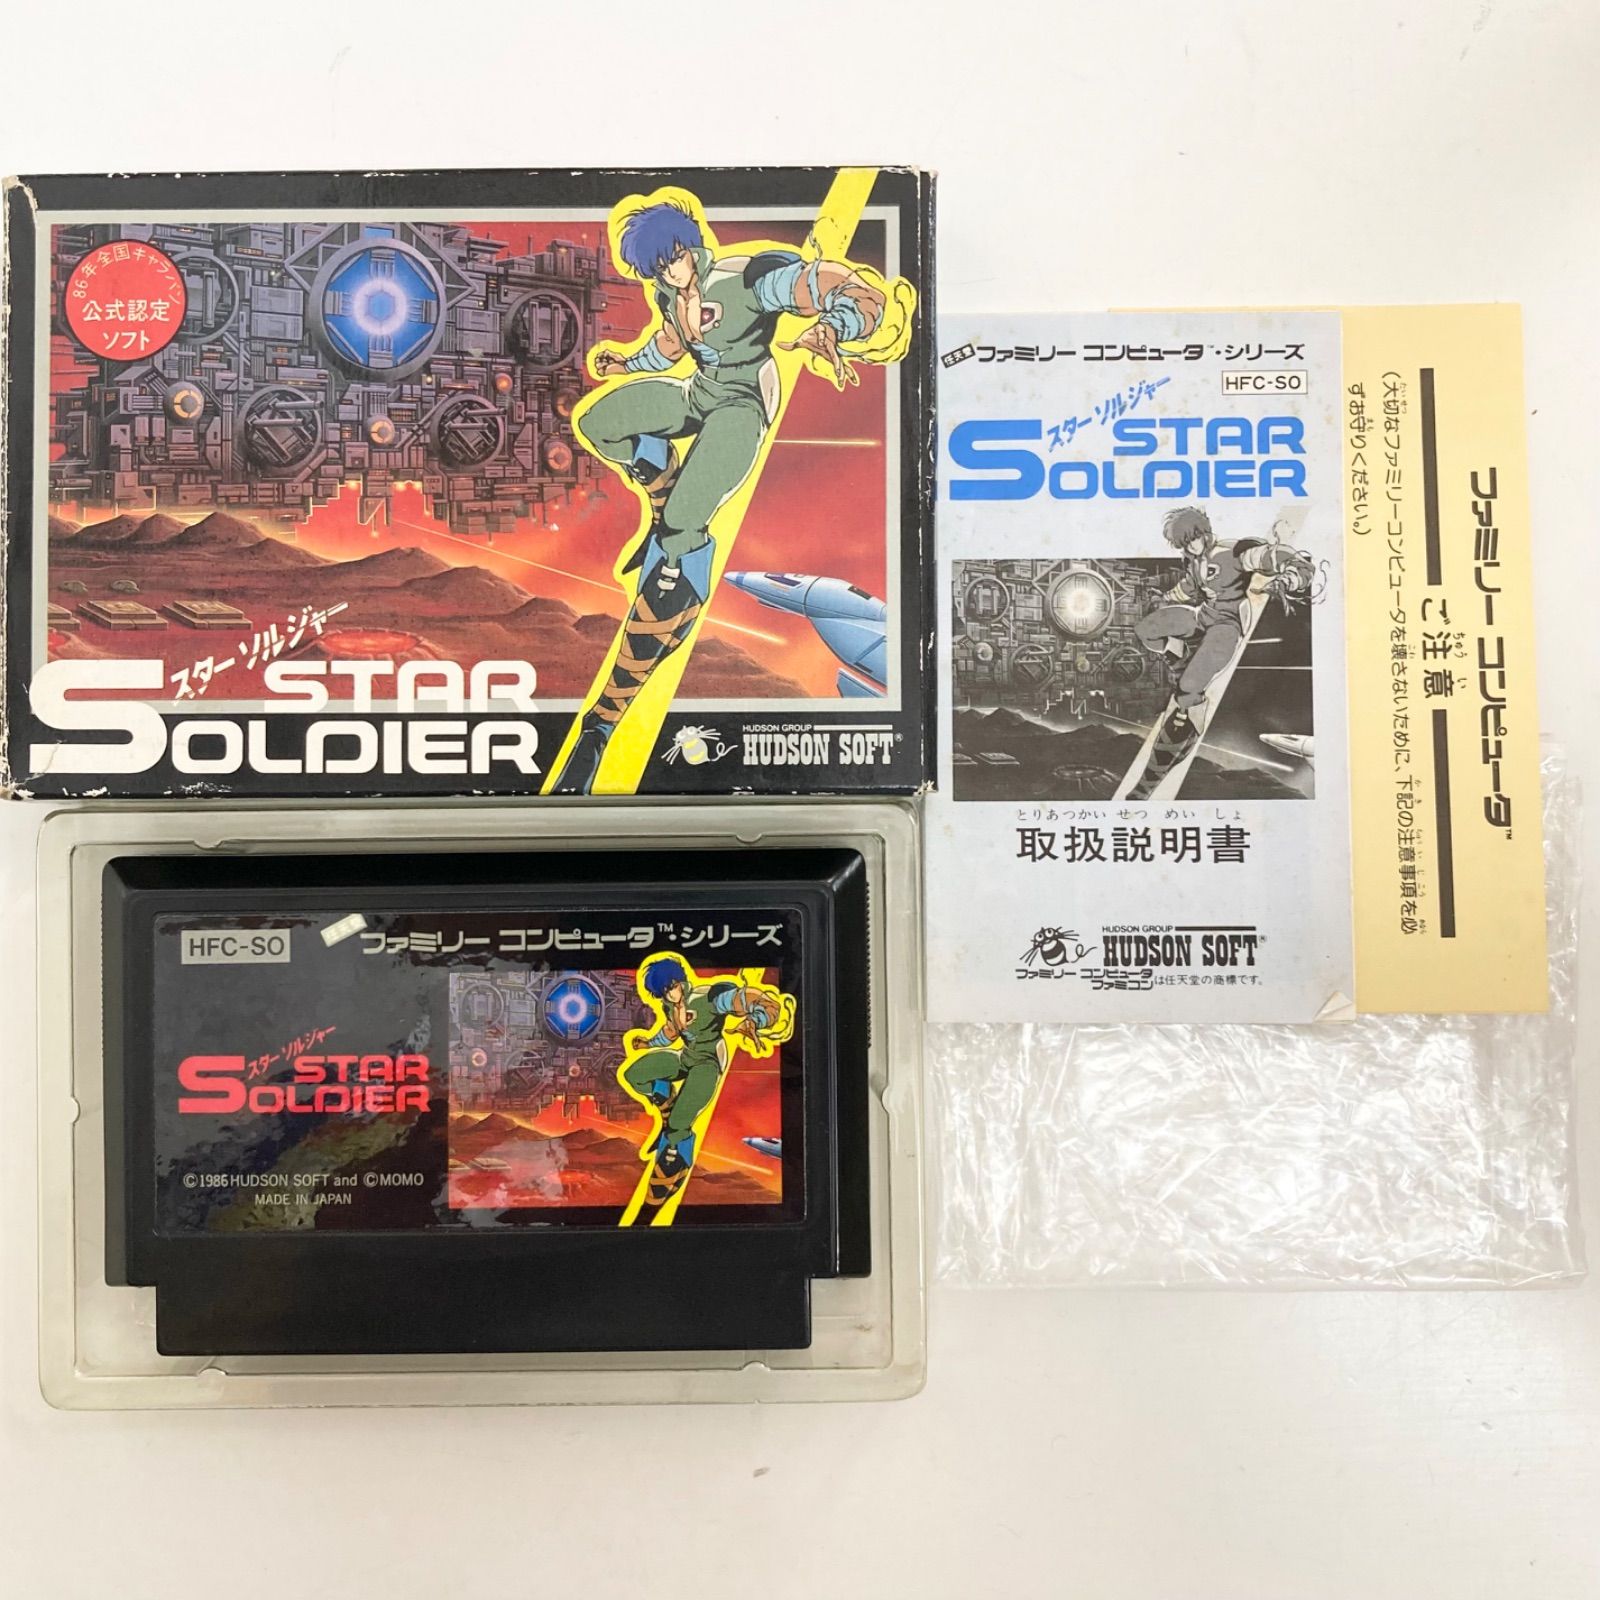 86年全国キャラバン
公式認定
ソフト
スター ソルジャー
STAR
SOLDIER
HUDSON GROUP
HUDSON SOFT®
HFC-SO
任天堂 ファミリー コンピュータ™・シリーズ
スター ソルジャー
STAR
SOLDIER
©1986 HUDSON SOFT and ©MOMO
MADE IN JAPAN
任天堂 ファミリー コンピュータ™・シリーズ
HFC-SO
スター ソルジャー
STAR
SOLDIER
とりあつかい せつ めい しょ
取扱説明書
HUDSON GROUP
HUDSON SOFT®
ファミリー コンピュータ
ファミコン は任天堂の商標です。
ファミリー コンピュータ™
ご注意
ちゅう い
(大切なファミリーコンピュータを壊さないために、下記の注意事項を必
ずお守りください。)